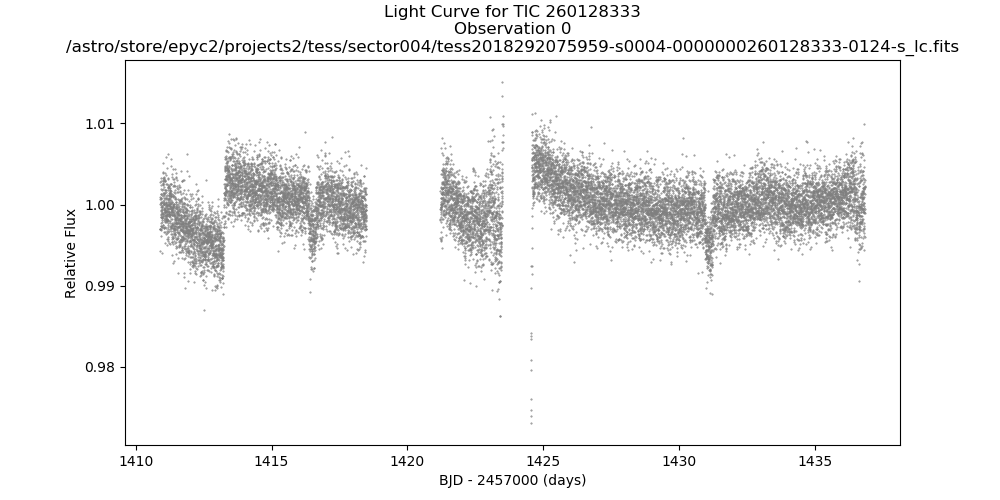 Light Curve for TIC 260128333
Observation 0
/astro/store/epyc2/projects2/tess/sector004/tess2018292075959-s0004-0000000260128333-0124-s_lc.fits
1.01
1.00
0.99
0.98
Relative Flux
1410
1415
1420
1425
1430
1435
BJD - 2457000 (days)